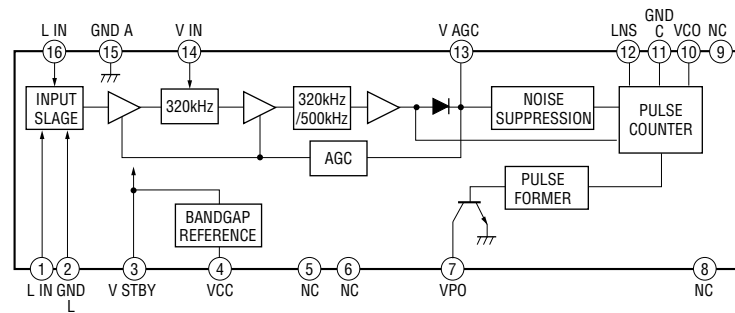 L IN
GND A
V IN
V AGC
LNS
GND
C
VCO
NC
16
15
14
13
12
11
10
9
INPUT
SLAGE
320kHz
320kHz
/500kHz
NOISE
SUPPRESSION
PULSE
COUNTER
AGC
PULSE
FORMER
BANDGAP
REFERENCE
1
2
3
4
5
6
7
8
L IN
GND
L
V STBY
VCC
NC
NC
VPO
NC